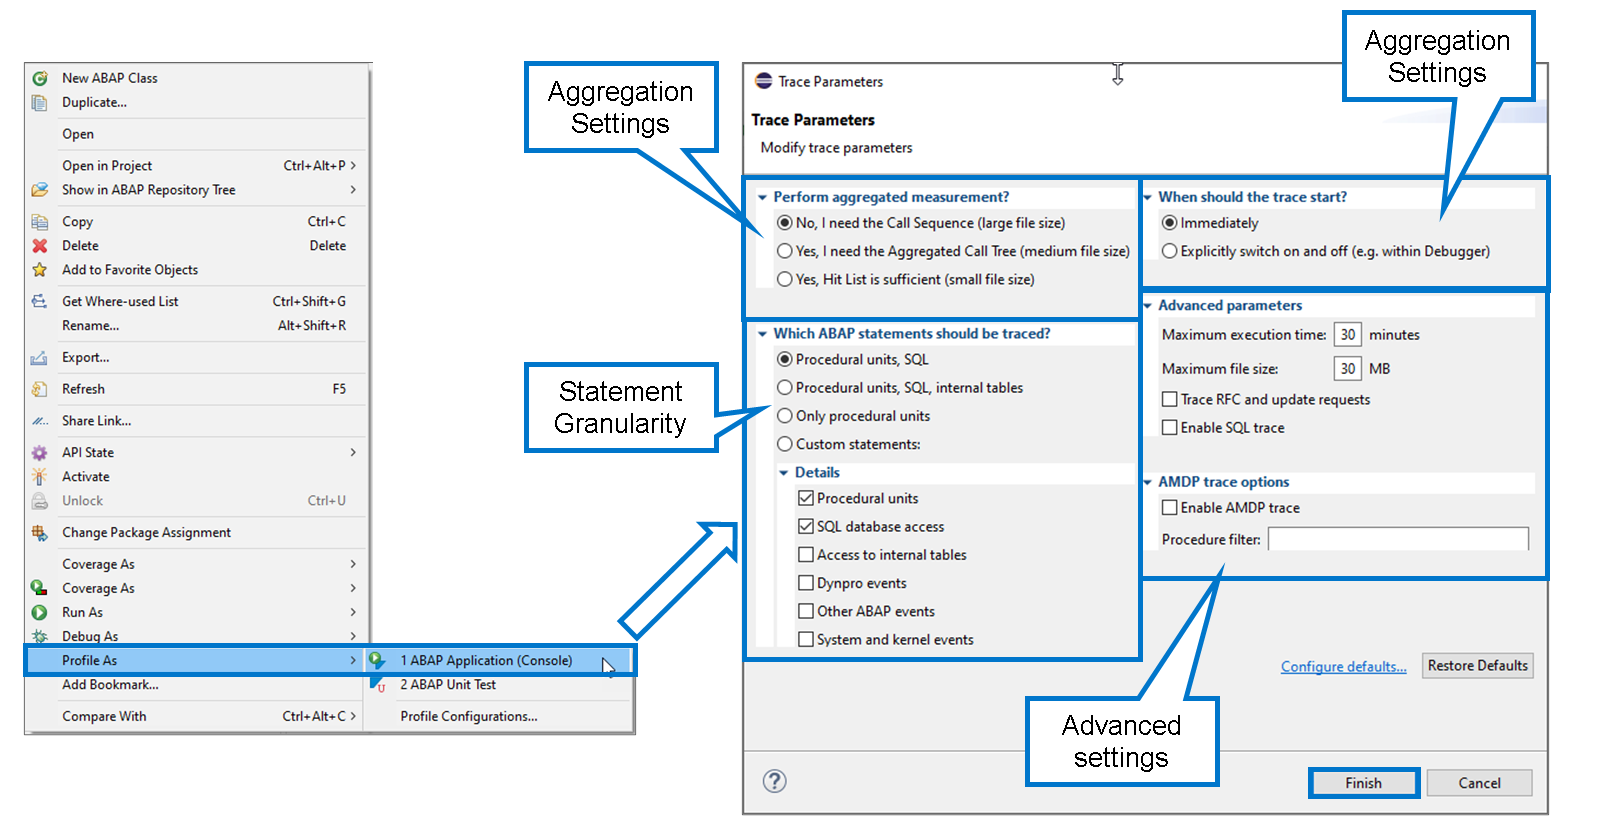 New ABAP Class
Duplicate...
Open
Open in Project Ctrl+Alt+P >
Show in ABAP Repository Tree >
Copy Ctrl+C
Delete Delete
Add to Favorite Objects
Get Where-used List Ctrl+Shift+G
Rename... Alt+Shift+R
Export...
Refresh F5
Share Link...
API State >
Activate
Unlock Ctrl+U
Change Package Assignment
Coverage As >
Coverage As >
Run As >
Debug As >
Profile As >
Add Bookmark...
Compare With Ctrl+Alt+C >
1 ABAP Application (Console)
2 ABAP Unit Test
Profile Configurations...
Aggregation
Settings
Statement
Granularity
Trace Parameters
Trace Parameters
Modify trace parameters
Perform aggregated measurement?
No, I need the Call Sequence (large file size)
Yes, I need the Aggregated Call Tree (medium file size)
Yes, Hit List is sufficient (small file size)
Which ABAP statements should be traced?
Procedural units, SQL
Procedural units, SQL, internal tables
Only procedural units
Custom statements:
Details
Procedural units
SQL database access
Access to internal tables
Dynpro events
Other ABAP events
System and kernel events
Aggregation
Settings
When should the trace start?
Immediately
Explicitly switch on and off (e.g. within Debugger)
Advanced parameters
Maximum execution time: 30 minutes
Maximum file size: 30 MB
Trace RFC and update requests
Enable SQL trace
AMDP trace options
Enable AMDP trace
Procedure filter:
Configure defaults... Restore Defaults
Advanced
settings
? Finish Cancel